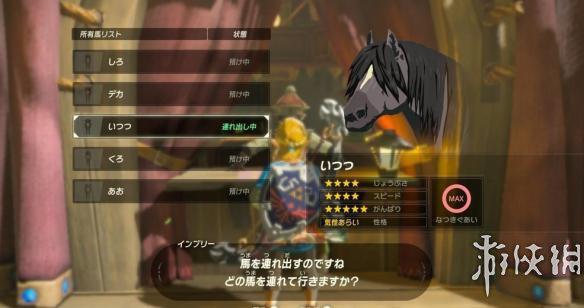 所有馬リスト 状態
しろ 預け中
デカ 預け中
いつつ 連れ出し中
くろ 預け中
あお 預け中
いつつ
★★★★ じょうぶさ
★★★★ スピード
★★★★★ がんばり
気性あらい 性格
MAX
なつきぐあい
インブリー
馬を連れ出すのですね
どの馬を連れて行きますか?
游侠网